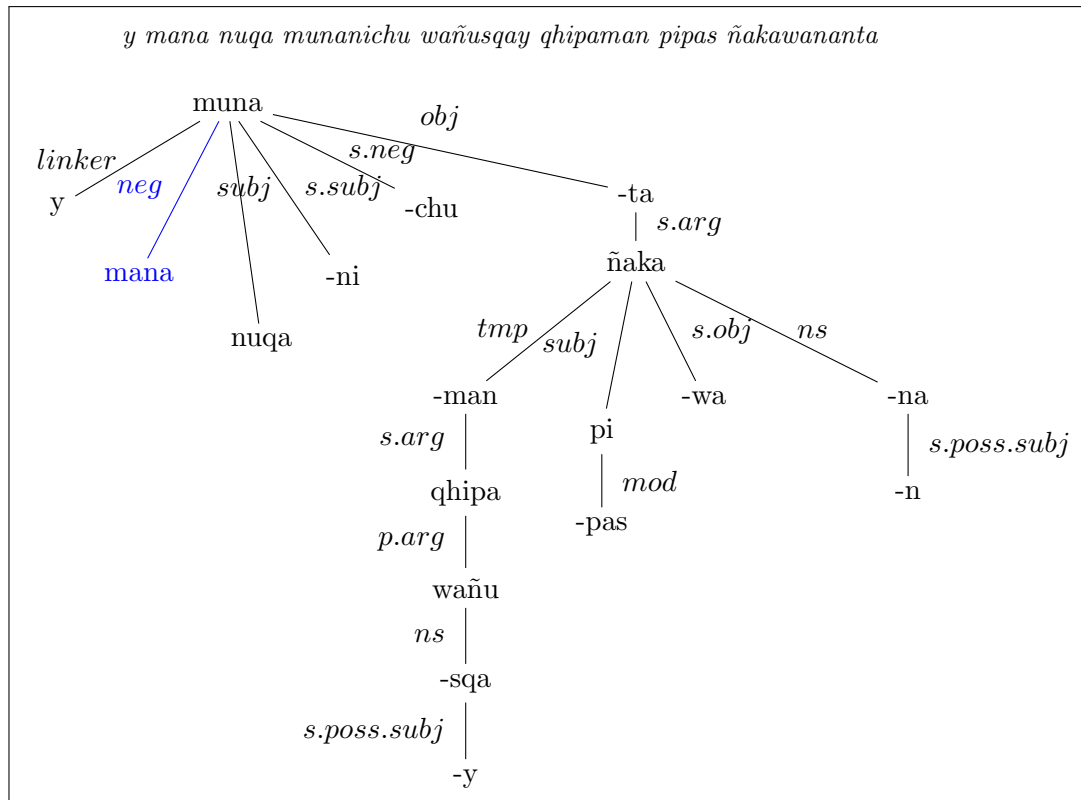 y mana nuqa munanichu wañusqay qhipaman pipas ñakawananta
muna
obj
linker
s.neg
neg
subj
s.subj
y
-chu
-ta
s.arg
mana
-ni
ñaka
nuqa
tmp
subj
s.obj
ns
-man
-wa
-na
s.arg
pi
s.poss.subj
qhipa
mod
-n
-pas
p.arg
wañu
ns
-sqa
s.poss.subj
-y